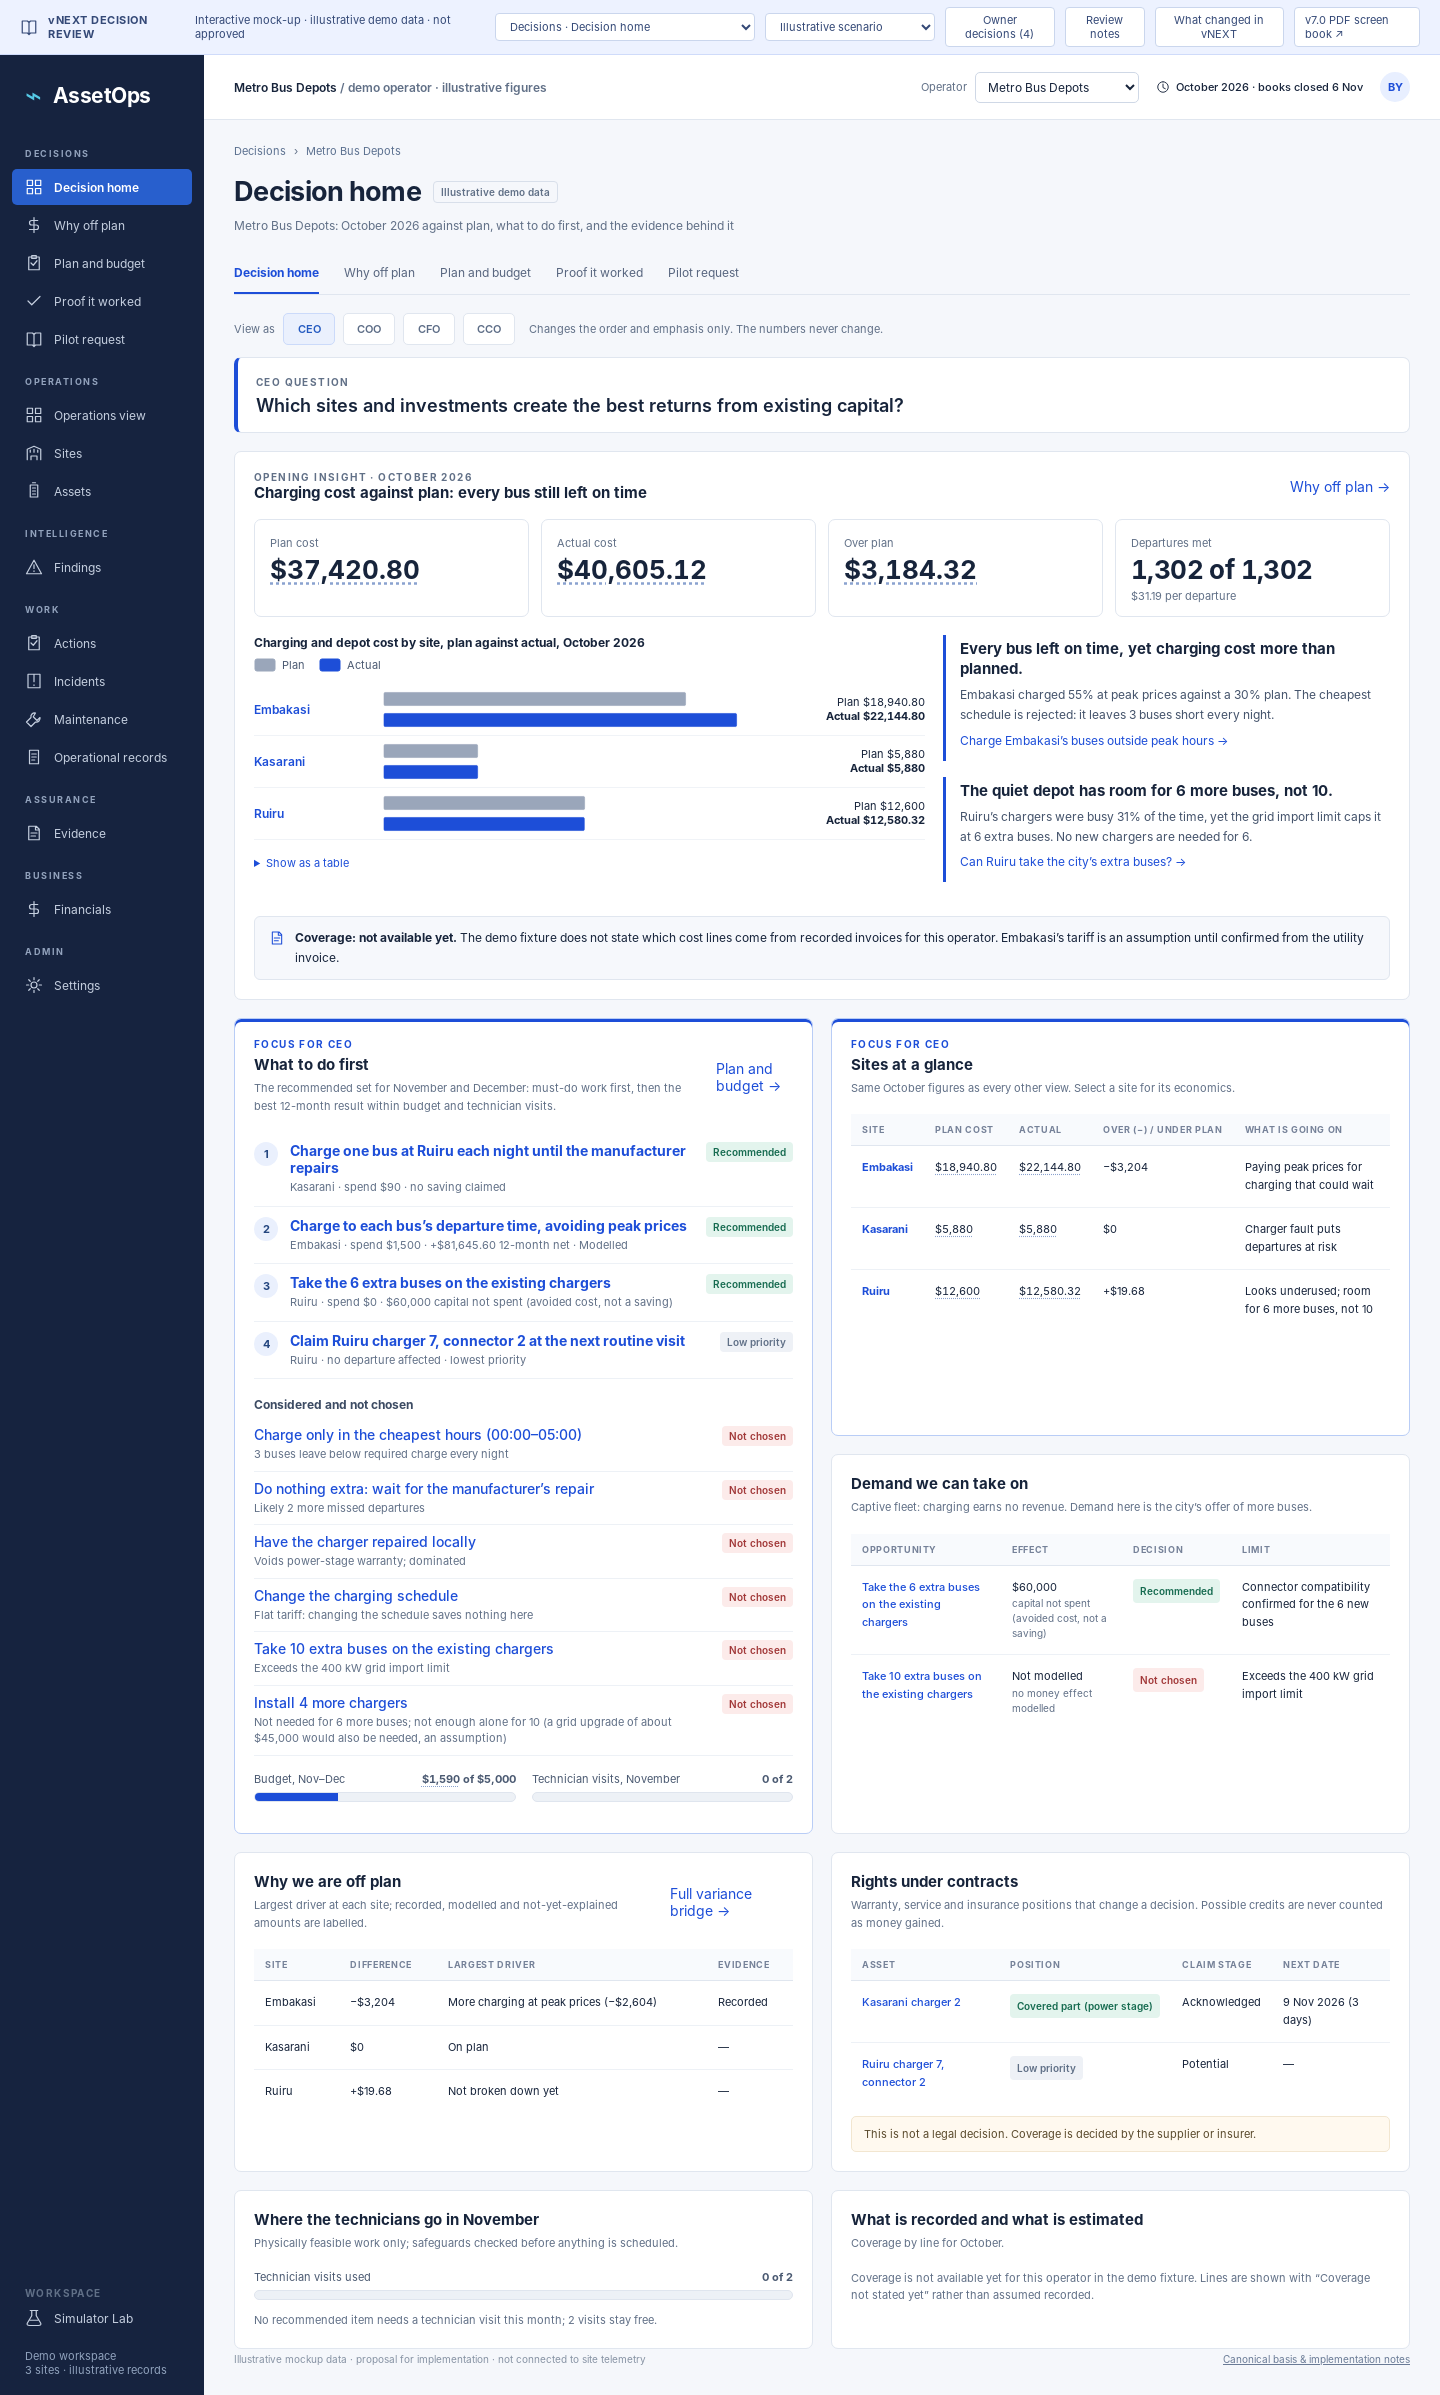 vNEXT DECISION REVIEW
Interactive mock-up · illustrative demo data · not approved
Decisions · Decision home
Illustrative scenario
Owner decisions (4)
Review notes
What changed in vNEXT
v7.0 PDF screen book ↗
AssetOps
DECISIONS
Decision home
Why off plan
Plan and budget
Proof it worked
Pilot request
OPERATIONS
Operations view
Sites
Assets
INTELLIGENCE
Findings
WORK
Actions
Incidents
Maintenance
Operational records
ASSURANCE
Evidence
BUSINESS
Financials
ADMIN
Settings
WORKSPACE
Simulator Lab
Demo workspace
3 sites · illustrative records
Metro Bus Depots / demo operator · illustrative figures
Operator
Metro Bus Depots
October 2026 · books closed 6 Nov
BY
Decisions › Metro Bus Depots
Decision home
Illustrative demo data
Metro Bus Depots: October 2026 against plan, what to do first, and the evidence behind it
Decision home
Why off plan
Plan and budget
Proof it worked
Pilot request
View as
CEO
COO
CFO
CCO
Changes the order and emphasis only. The numbers never change.
CEO QUESTION
Which sites and investments create the best returns from existing capital?
OPENING INSIGHT · OCTOBER 2026
Charging cost against plan: every bus still left on time
Why off plan →
Plan cost
$37,420.80
Actual cost
$40,605.12
Over plan
$3,184.32
Departures met
1,302 of 1,302
$31.19 per departure
Charging and depot cost by site, plan against actual, October 2026
Plan
Actual
Embakasi
Plan $18,940.80
Actual $22,144.80
Kasarani
Plan $5,880
Actual $5,880
Ruiru
Plan $12,600
Actual $12,580.32
▶ Show as a table
Every bus left on time, yet charging cost more than
planned.
Embakasi charged 55% at peak prices against a 30% plan. The cheapest
schedule is rejected: it leaves 3 buses short every night.
Charge Embakasi’s buses outside peak hours →
The quiet depot has room for 6 more buses, not 10.
Ruiru’s chargers were busy 31% of the time, yet the grid import limit caps it
at 6 extra buses. No new chargers are needed for 6.
Can Ruiru take the city’s extra buses? →
Coverage: not available yet. The demo fixture does not state which cost lines come from recorded invoices for this operator. Embakasi’s tariff is an assumption until confirmed from the utility
invoice.
FOCUS FOR CEO
What to do first
The recommended set for November and December: must-do work first, then the
best 12-month result within budget and technician visits.
Plan and
budget →
1
Charge one bus at Ruiru each night until the manufacturer
repairs
Kasarani · spend $90 · no saving claimed
Recommended
2
Charge to each bus’s departure time, avoiding peak prices
Embakasi · spend $1,500 · +$81,645.60 12-month net · Modelled
Recommended
3
Take the 6 extra buses on the existing chargers
Ruiru · spend $0 · $60,000 capital not spent (avoided cost, not a saving)
Recommended
4
Claim Ruiru charger 7, connector 2 at the next routine visit
Ruiru · no departure affected · lowest priority
Low priority
Considered and not chosen
Charge only in the cheapest hours (00:00–05:00)
3 buses leave below required charge every night
Not chosen
Do nothing extra: wait for the manufacturer’s repair
Likely 2 more missed departures
Not chosen
Have the charger repaired locally
Voids power-stage warranty; dominated
Not chosen
Change the charging schedule
Flat tariff: changing the schedule saves nothing here
Not chosen
Take 10 extra buses on the existing chargers
Exceeds the 400 kW grid import limit
Not chosen
Install 4 more chargers
Not needed for 6 more buses; not enough alone for 10 (a grid upgrade of about
$45,000 would also be needed, an assumption)
Not chosen
Budget, Nov–Dec
$1,590 of $5,000
Technician visits, November
0 of 2
FOCUS FOR CEO
Sites at a glance
Same October figures as every other view. Select a site for its economics.
SITE PLAN COST ACTUAL OVER (−) / UNDER PLAN WHAT IS GOING ON
Embakasi $18,940.80 $22,144.80 −$3,204 Paying peak prices for
charging that could wait
Kasarani $5,880 $5,880 $0 Charger fault puts
departures at risk
Ruiru $12,600 $12,580.32 +$19.68 Looks underused; room
for 6 more buses, not 10
Demand we can take on
Captive fleet: charging earns no revenue. Demand here is the city’s offer of more buses.
OPPORTUNITY EFFECT DECISION LIMIT
Take the 6 extra buses
on the existing
chargers
$60,000
capital not spent
(avoided cost, not a
saving)
Recommended
Connector compatibility
confirmed for the 6 new
buses
Take 10 extra buses on
the existing chargers
Not modelled
no money effect
modelled
Not chosen
Exceeds the 400 kW grid
import limit
Why we are off plan
Largest driver at each site; recorded, modelled and not-yet-explained
amounts are labelled.
Full variance
bridge →
SITE DIFFERENCE LARGEST DRIVER EVIDENCE
Embakasi −$3,204 More charging at peak prices (−$2,604) Recorded
Kasarani $0 On plan —
Ruiru +$19.68 Not broken down yet —
Rights under contracts
Warranty, service and insurance positions that change a decision. Possible credits are never counted
as money gained.
ASSET POSITION CLAIM STAGE NEXT DATE
Kasarani charger 2 Covered part (power stage) Acknowledged 9 Nov 2026 (3
days)
Ruiru charger 7,
connector 2
Low priority
Potential
—
This is not a legal decision. Coverage is decided by the supplier or insurer.
Where the technicians go in November
Physically feasible work only; safeguards checked before anything is scheduled.
Technician visits used
0 of 2
No recommended item needs a technician visit this month; 2 visits stay free.
What is recorded and what is estimated
Coverage by line for October.
Coverage is not available yet for this operator in the demo fixture. Lines are shown with “Coverage
not stated yet” rather than assumed recorded.
Illustrative mockup data · proposal for implementation · not connected to site telemetry
Canonical basis & implementation notes